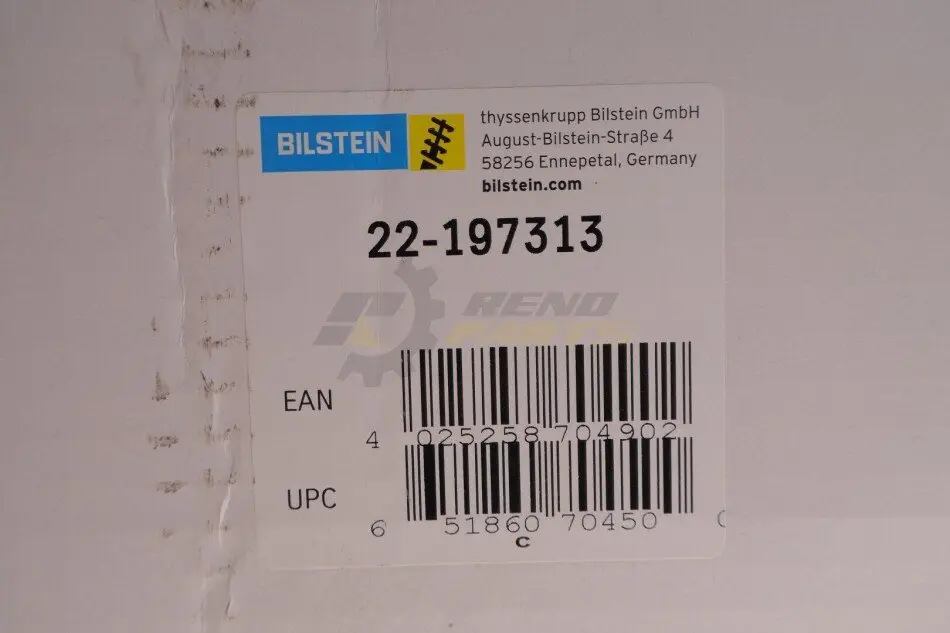 BILSTEIN
thyssenkrupp Bilstein GmbH
August-Bilstein-Straße 4
58256 Ennepetal, Germany
bilstein.com
22-197313
RENO
PARTS
EAN
4 025258 704902
UPC
6 51860 70450
C